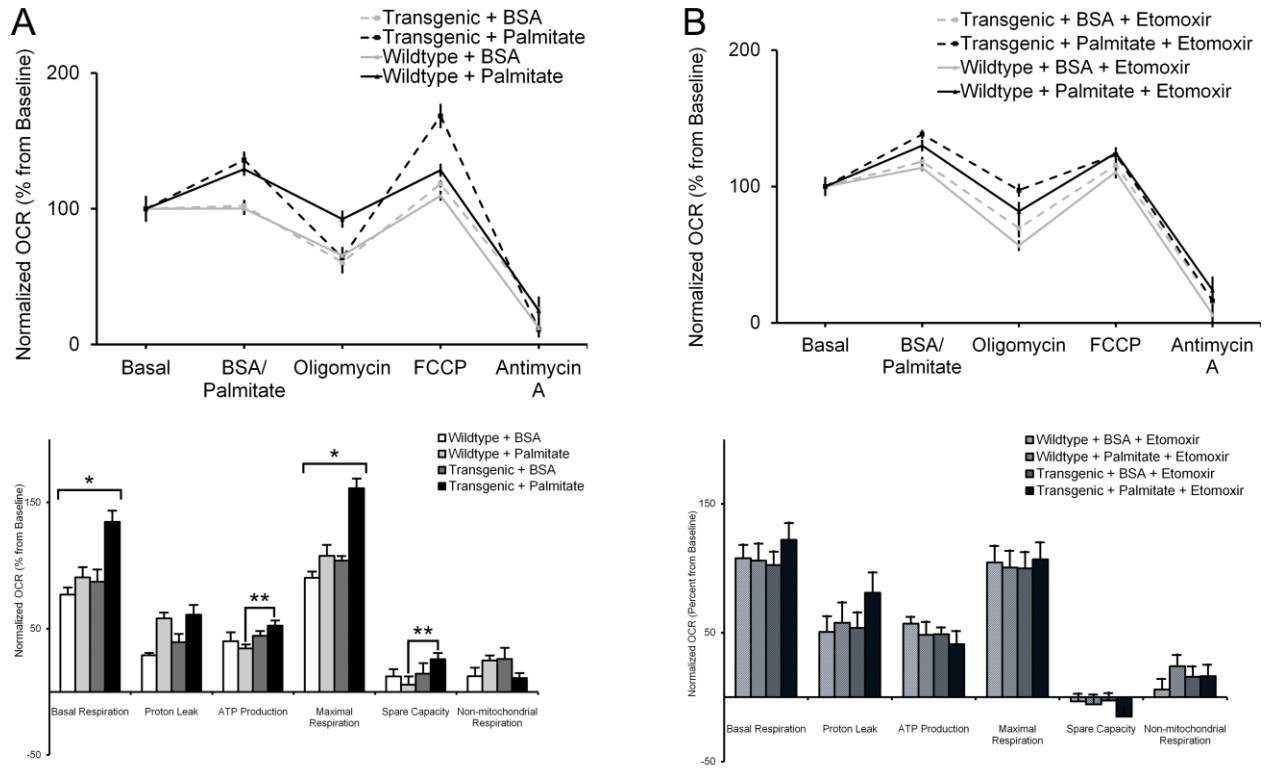 A
Transgenic + BSA
Transgenic + Palmitate
Wildtype + BSA
Wildtype + Palmitate
Normalized OCR (% from Baseline)
200
100
0
Basal
BSA/
Palmitate
Oligomycin
FCCP
Antimycin
A
B
Transgenic + BSA + Etomoxir
Transgenic + Palmitate + Etomoxir
Wildtype + BSA + Etomoxir
Wildtype + Palmitate + Etomoxir
Normalized OCR (% from Baseline)
200
100
0
Basal
BSA/
Palmitate
Oligomycin
FCCP
Antimycin
A
Wildtype + BSA
Wildtype + Palmitate
Transgenic + BSA
Transgenic + Palmitate
Normalized OCR (% from Baseline)
150
50
-50
*
**
*
**
Basal Respiration
Proton Leak
ATP Production
Maximal
Respiration
Spare Capacity
Non-mitochondrial
Respiration
Wildtype + BSA + Etomoxir
Wildtype + Palmitate + Etomoxir
Transgenic + BSA + Etomoxir
Transgenic + Palmitate + Etomoxir
Normalized OCR (Percent from Baseline)
150
50
-50
Basal Respiration
Proton Leak
ATP Production
Maximal
Respiration
Spare Capacity
Non-mitochondrial
Respiration